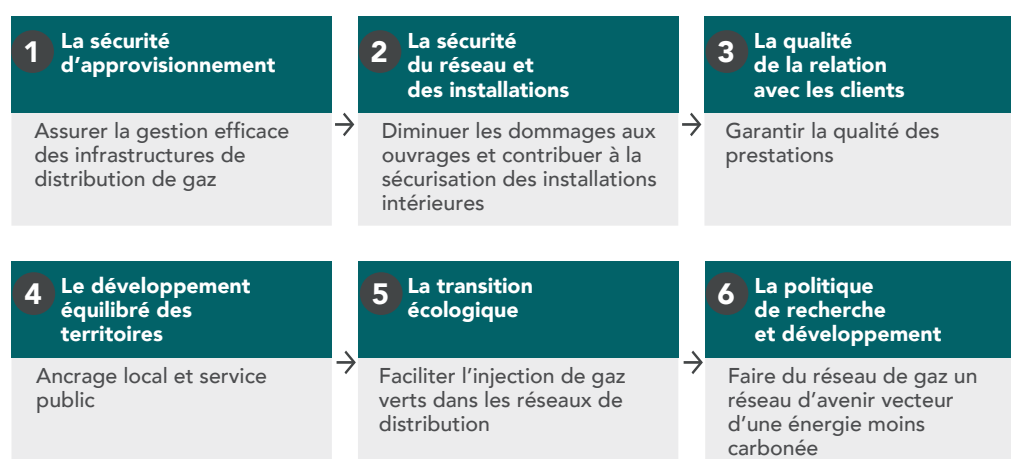 1
La sécurité
d’approvisionnement
Assurer la gestion efficace
des infrastructures de
distribution de gaz
2
La sécurité
du réseau et
des installations
Diminuer les dommages aux
ouvrages et contribuer à la
sécurisation des installations
intérieures
3
La qualité
de la relation
avec les clients
Garantir la qualité des
prestations
4
Le développement
équilibré des
territoires
Ancrage local et service
public
5
La transition
écologique
Faciliter l’injection de gaz
verts dans les réseaux de
distribution
6
La politique
de recherche
et développement
Faire du réseau de gaz un
réseau d’avenir vecteur
d’une énergie moins
carbonée